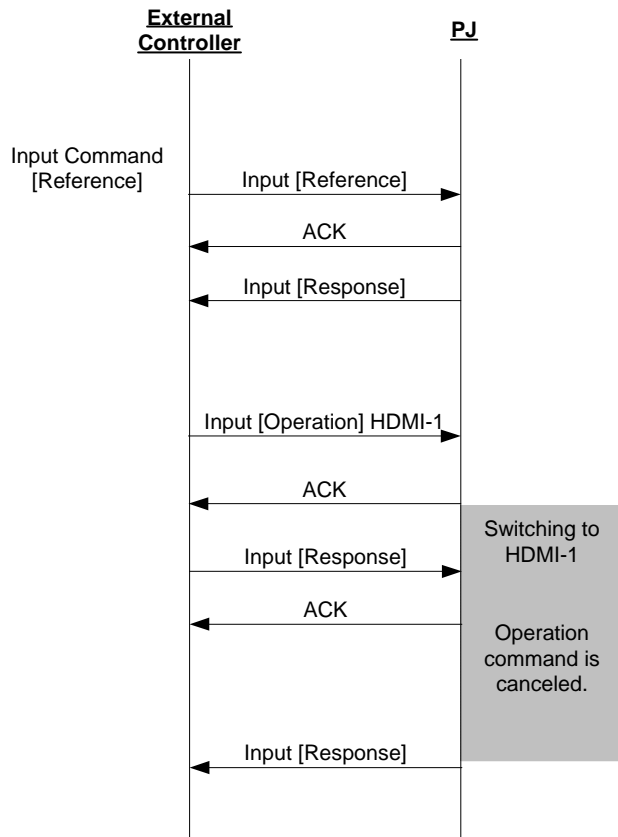 External
Controller
PJ
Input Command
[Reference]
Input [Reference]
ACK
Input [Response]
Input [Operation] HDMI-1
ACK
Switching to
HDMI-1
Input [Response]
ACK
Operation
command is
canceled.
Input [Response]